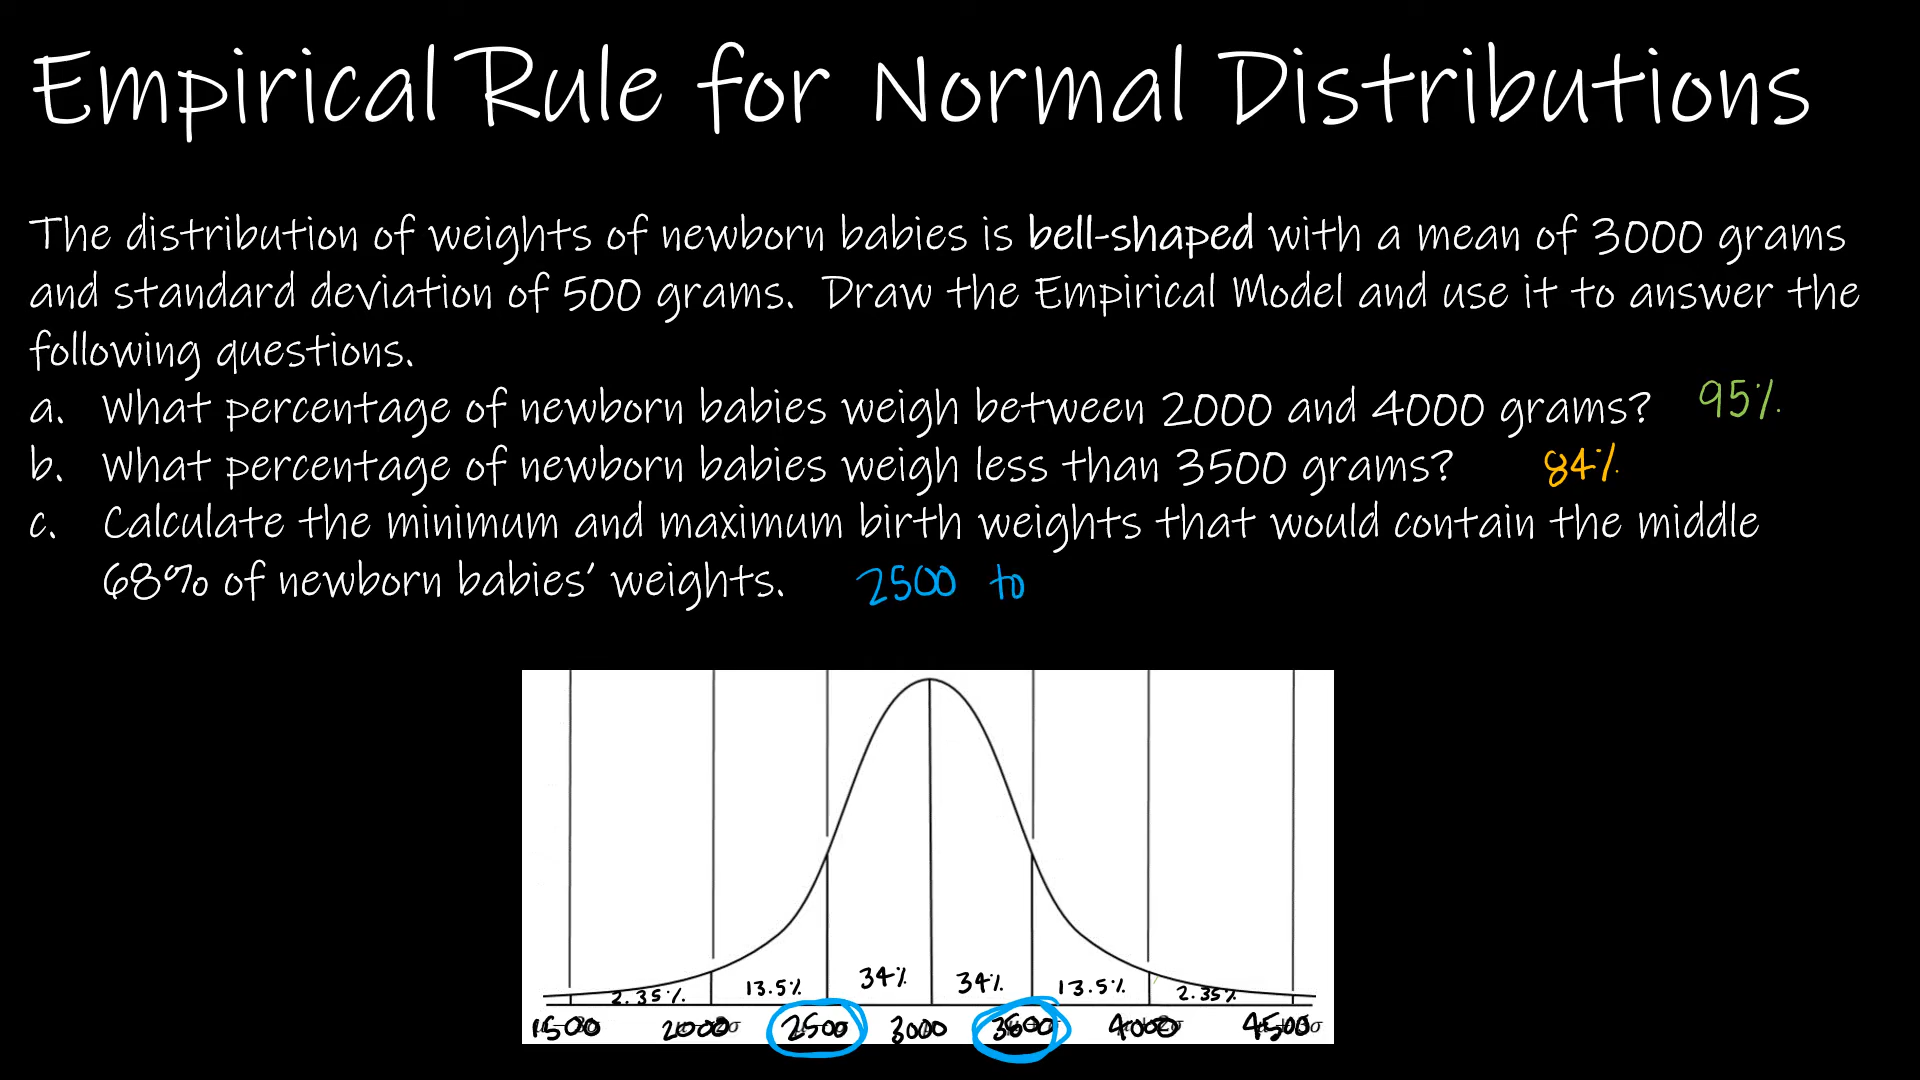 Empirical Rule for Normal Distributions
The distribution of weights of newborn babies is bell-shaped with a mean of 3000 grams
and standard deviation of 500 grams. Draw the Empirical Model and use it to answer the
following questions.
a. What percentage of newborn babies weigh between 2000 and 4000 grams? 95%
b. What percentage of newborn babies weigh less than 3500 grams? 84%
c. Calculate the minimum and maximum birth weights that would contain the middle
68% of newborn babies' weights. 2500 to
2.35% 13.5% 34% 34% 13.5% 2.35%
1500 2000 2500 3000 3500 4000 4500